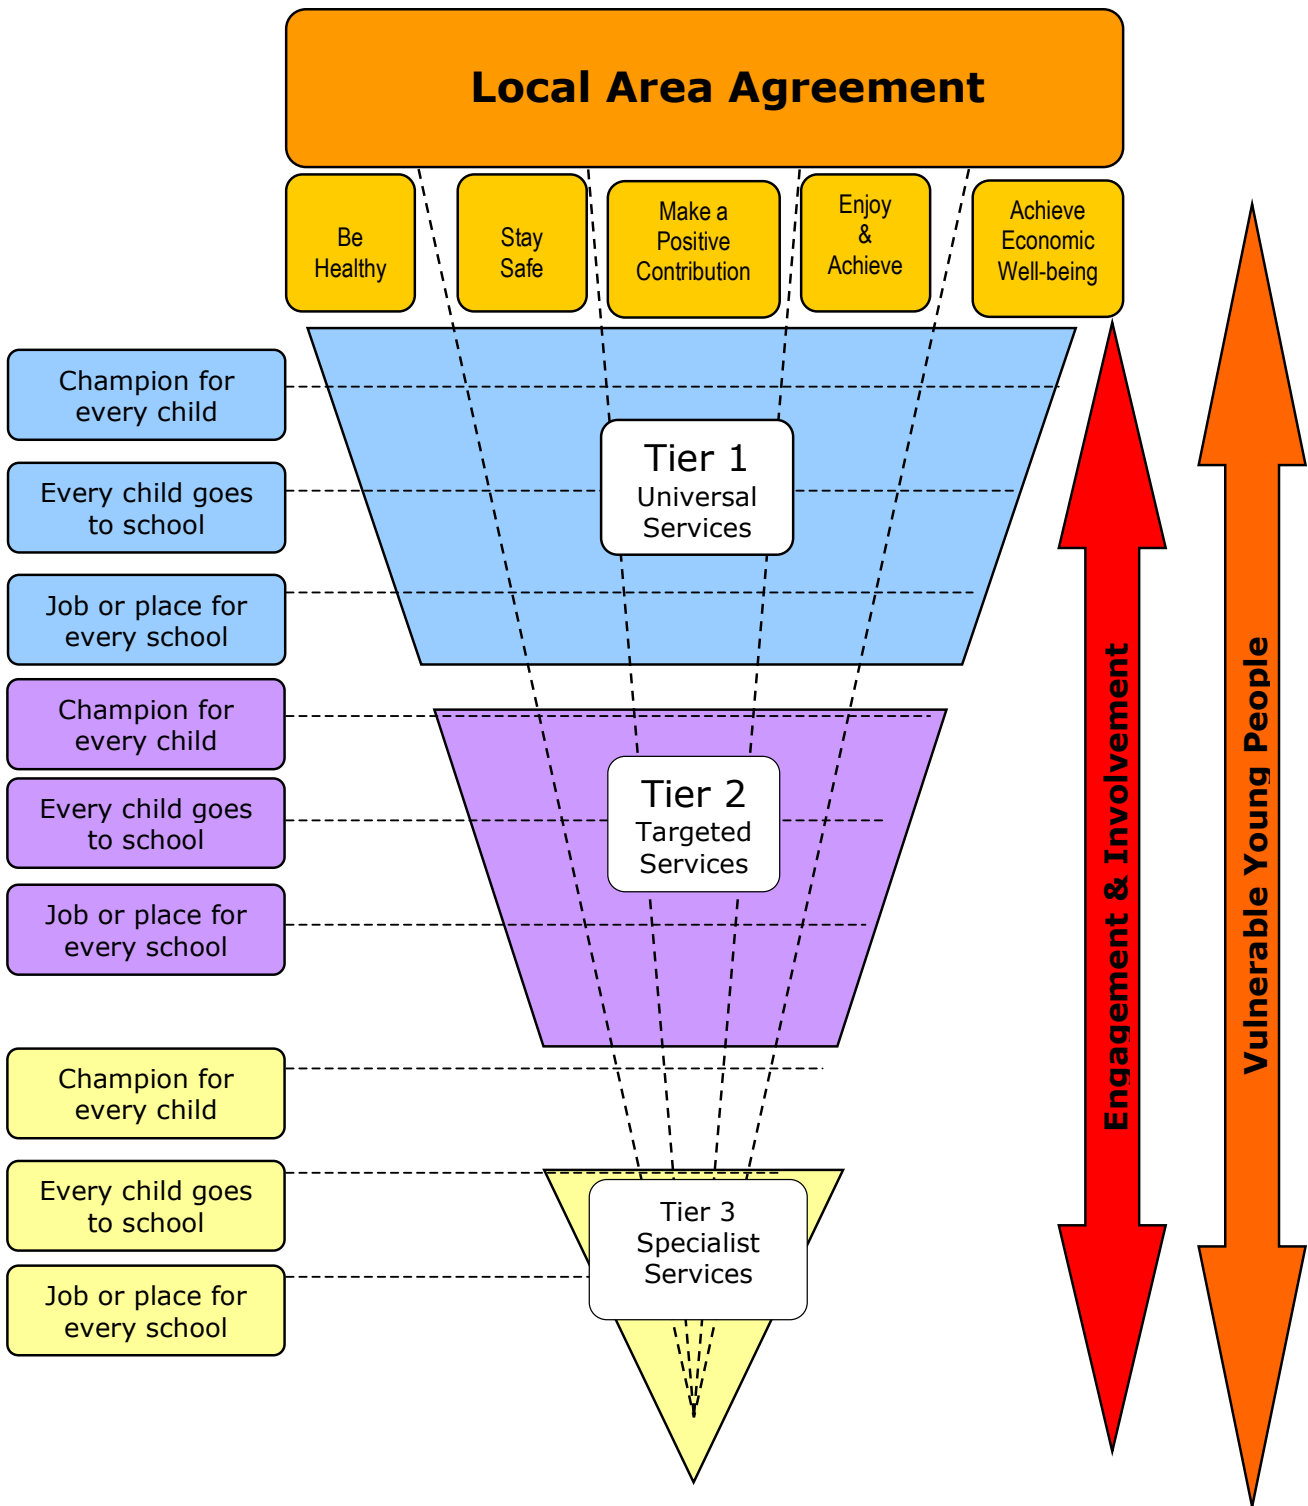 Local Area Agreement
Be
Healthy
Stay
Safe
Make a
Positive
Contribution
Enjoy
&
Achieve
Achieve
Economic
Well-being
Champion for
every child
Every child goes
to school
Job or place for
every school
Tier 1
Universal
Services
Champion for
every child
Every child goes
to school
Job or place for
every school
Tier 2
Targeted
Services
Champion for
every child
Every child goes
to school
Job or place for
every school
Tier 3
Specialist
Services
Engagement & Involvement
Vulnerable Young People